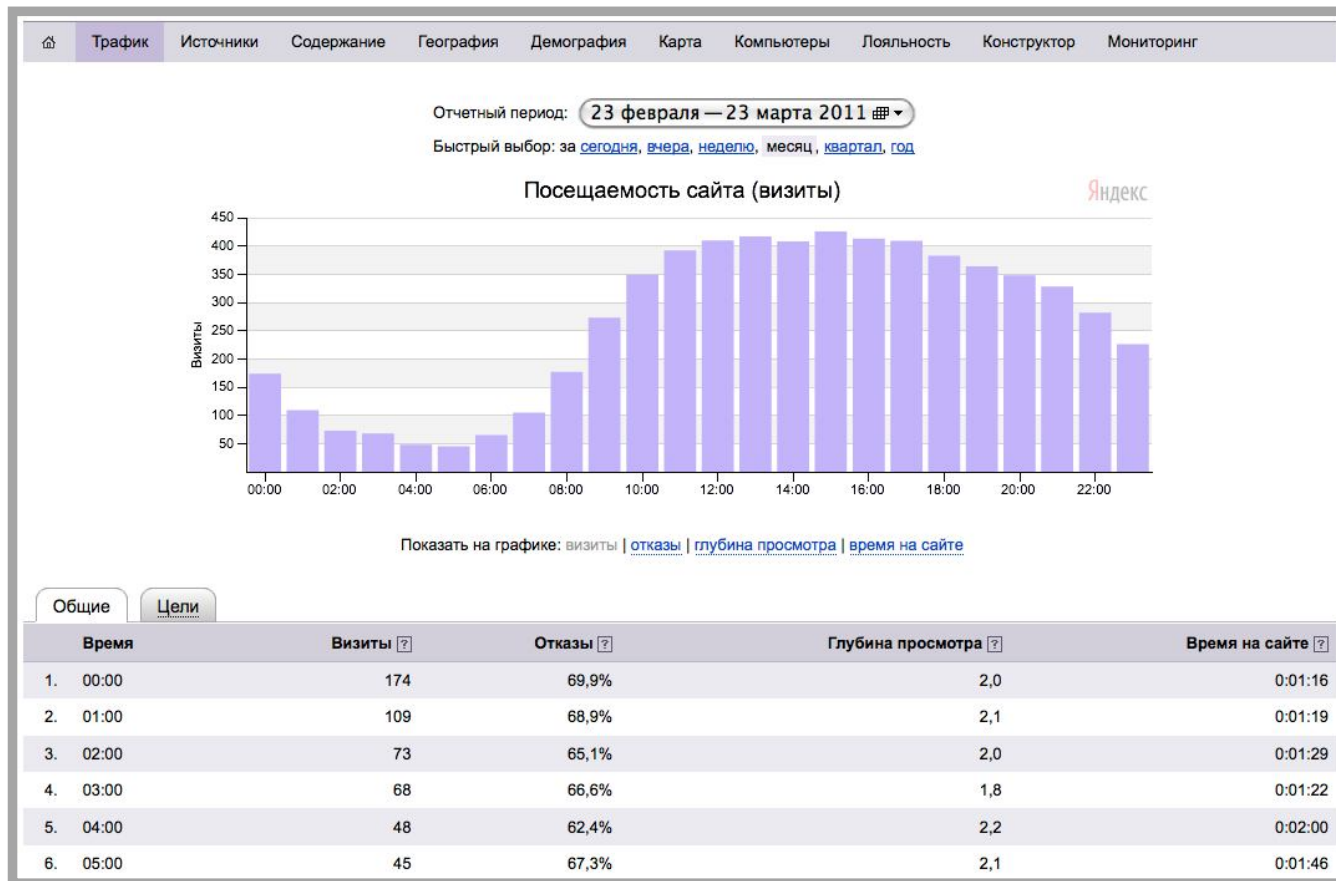 Трафик Источники Содержание География Демография Карта Компьютеры Лояльность Конструктор Мониторинг
Отчетный период: 23 февраля — 23 марта 2011
Быстрый выбор: за сегодня, вчера, неделю, месяц, квартал, год
Посещаемость сайта (визиты)
Яндекс
Визиты
450
400
350
300
250
200
150
100
50
00:00 02:00 04:00 06:00 08:00 10:00 12:00 14:00 16:00 18:00 20:00 22:00
Показать на графике: визиты | отказы | глубина просмотра | время на сайте
Общие Цели
Время Визиты ? Отказы ? Глубина просмотра ? Время на сайте ?
1. 00:00 174 69,9% 2,0 0:01:16
2. 01:00 109 68,9% 2,1 0:01:19
3. 02:00 73 65,1% 2,0 0:01:29
4. 03:00 68 66,6% 1,8 0:01:22
5. 04:00 48 62,4% 2,2 0:02:00
6. 05:00 45 67,3% 2,1 0:01:46